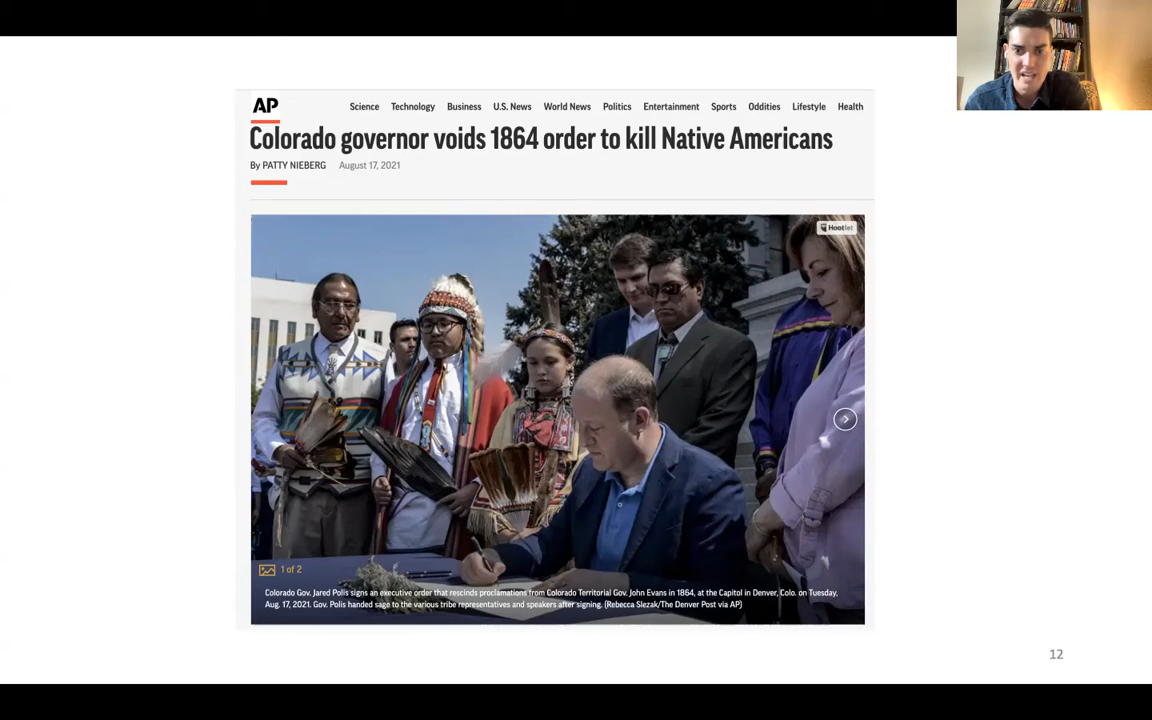 AP
Science Technology Business U.S. News World News Politics Entertainment Sports Oddities Lifestyle Health
Colorado governor voids 1864 order to kill Native Americans
By PATTY NIEBERG August 17, 2021
Hootlet
1 of 2
Colorado Gov. Jared Polis signs an executive order that rescinds proclamations from Colorado Territorial Gov. John Evans in 1864, at the Capitol in Denver, Colo. on Tuesday,
Aug. 17, 2021. Gov. Polis handed sage to the various tribe representatives and speakers after signing. (Rebecca Slezak/The Denver Post via AP)
12